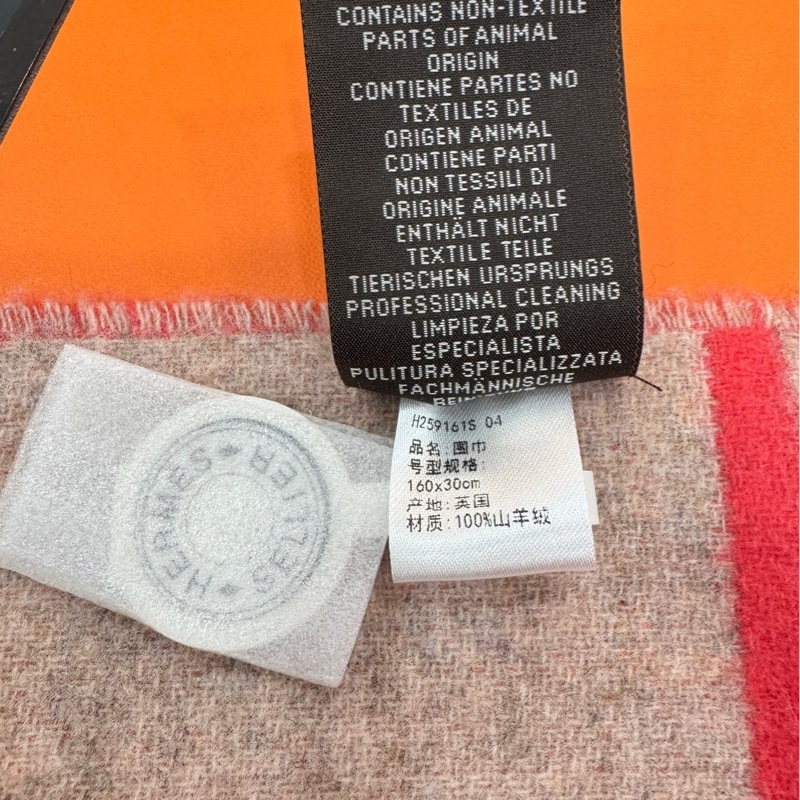 CONTAINS NON-TEXTILE
PARTS OF ANIMAL
ORIGIN
CONTIENE PARTES NO
TEXTILES DE
ORIGEN ANIMAL
CONTIENE PARTI
NON TESSILI DI
ORIGINE ANIMALE
ENTHÄLT NICHT
TEXTILE TEILE
TIERISCHEN URSPRUNGS
PROFESSIONAL CLEANING
LIMPIEZA POR
ESPECIALISTA
PULITURA SPECIALIZZATA
FACHMÄNNISCHE
H259161S 04
品名:围巾
号型规格:
160x30cm
产地:英国
材质:100%山羊绒
SELLIER